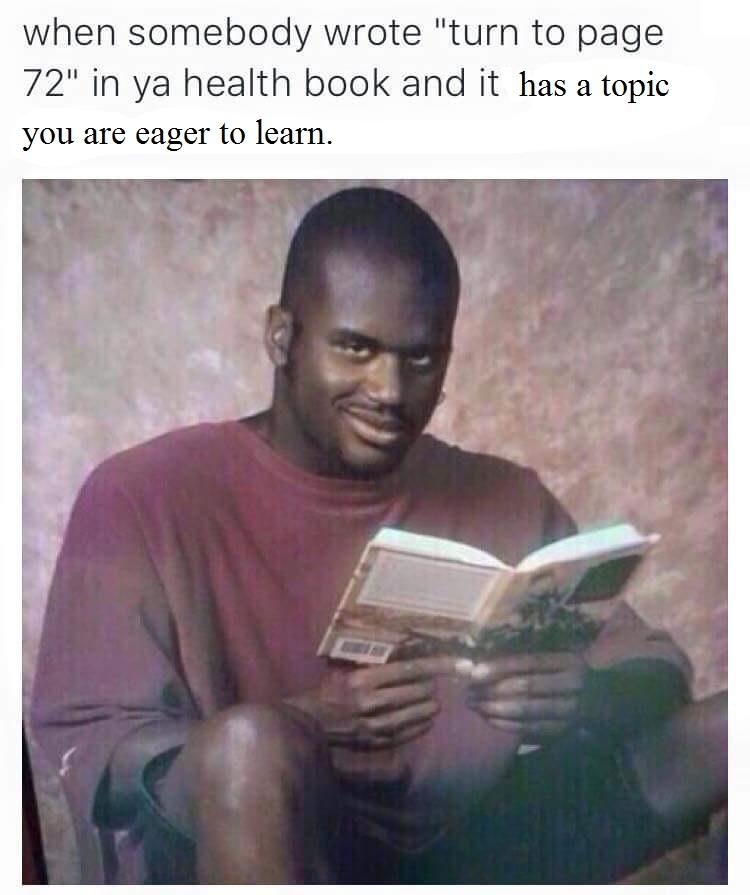 when somebody wrote "turn to page
72" in ya health book and it has a topic
you are eager to learn.